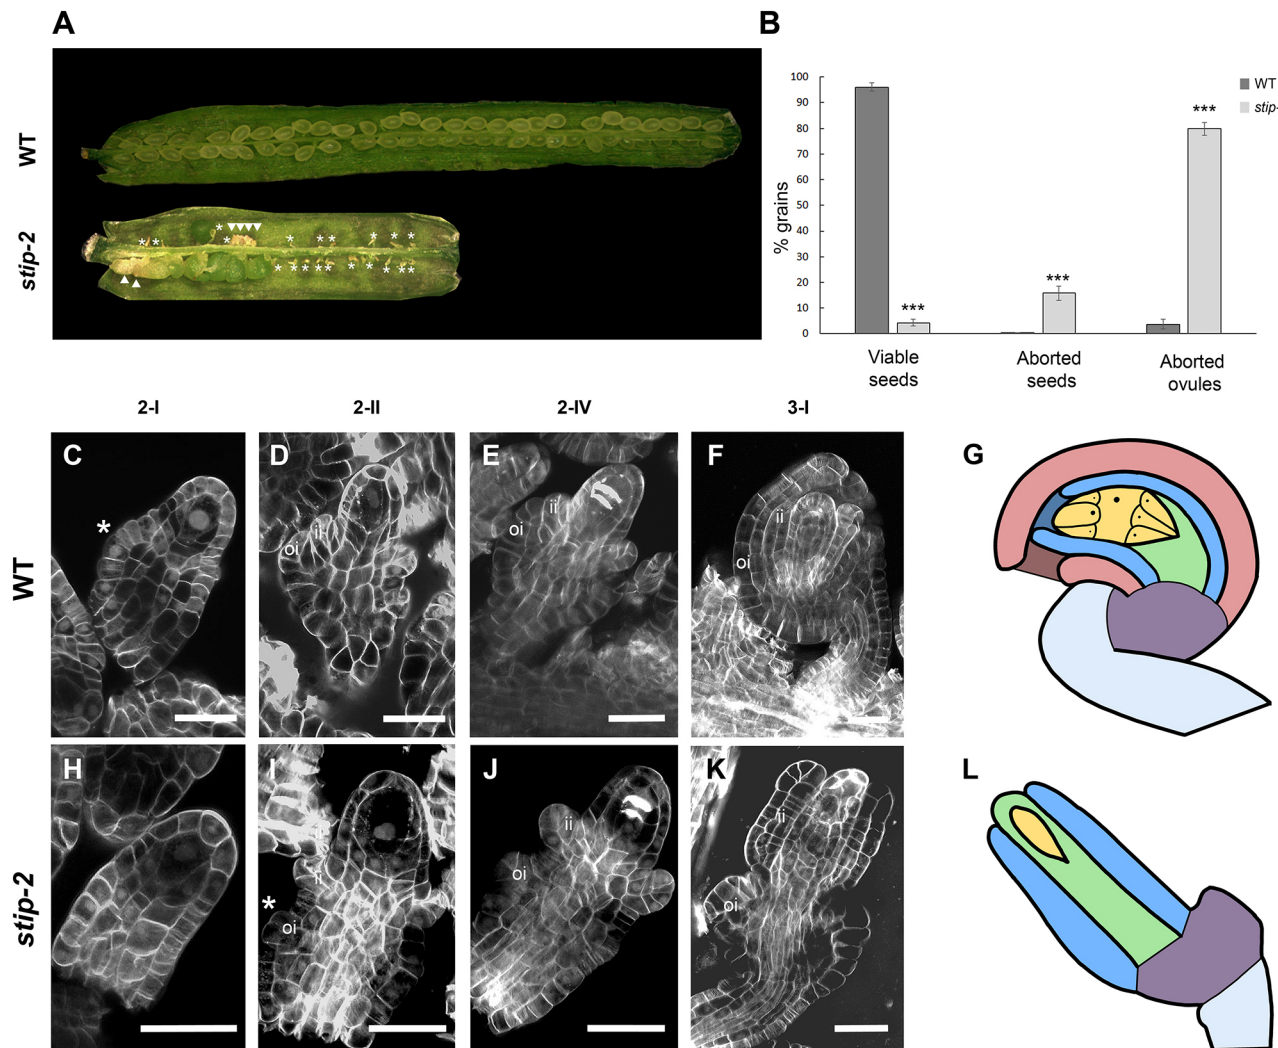 A
WT
stip-2
B
% grains
100
90
80
70
60
50
40
30
20
10
0
***
***
***
WT
stip-
Viable
seeds
Aborted
seeds
Aborted
ovules
2-I
2-II
2-IV
3-I
WT
C
*
D
oi
ii
E
oi
ii
F
ii
oi
G
stip-2
H
I
ii
*
oi
J
ii
oi
K
ii
oi
L